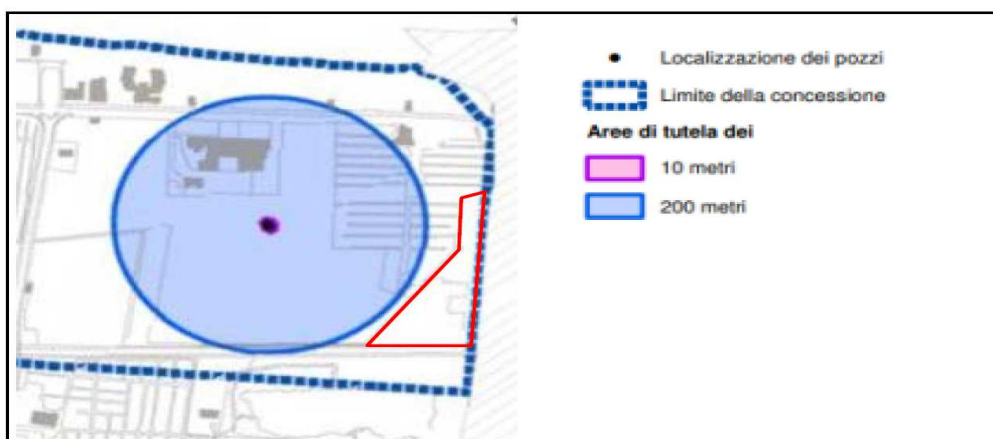 Localizzazione dei pozzi
Limite della concessione
Aree di tutela dei
10 metri
200 metri